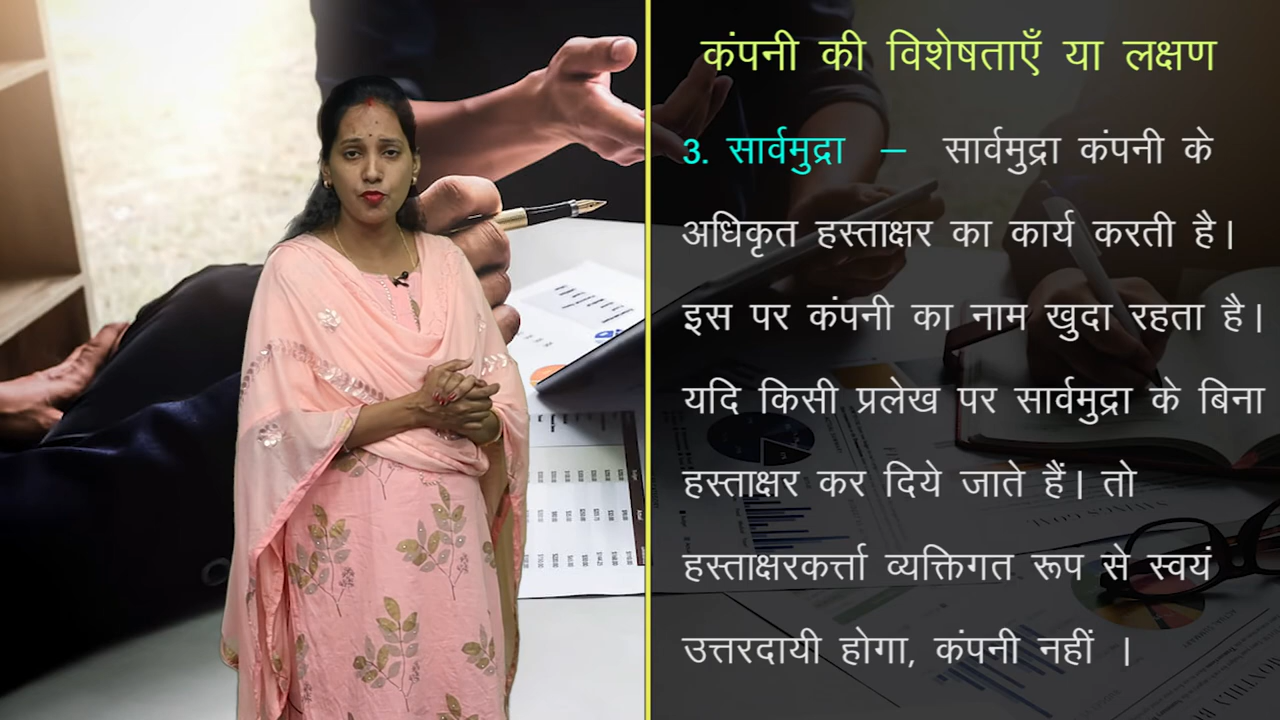 कंपनी की विशेषताएँ या लक्षण
3. सार्वमुद्रा – सार्वमुद्रा कंपनी के
अधिकृत हस्ताक्षर का कार्य करती है।
इस पर कंपनी का नाम खुदा रहता है।
यदि किसी प्रलेख पर सार्वमुद्रा के बिना
हस्ताक्षर कर दिये जाते हैं। तो
हस्ताक्षरकर्त्ता व्यक्तिगत रूप से स्वयं
उत्तरदायी होगा, कंपनी नहीं ।